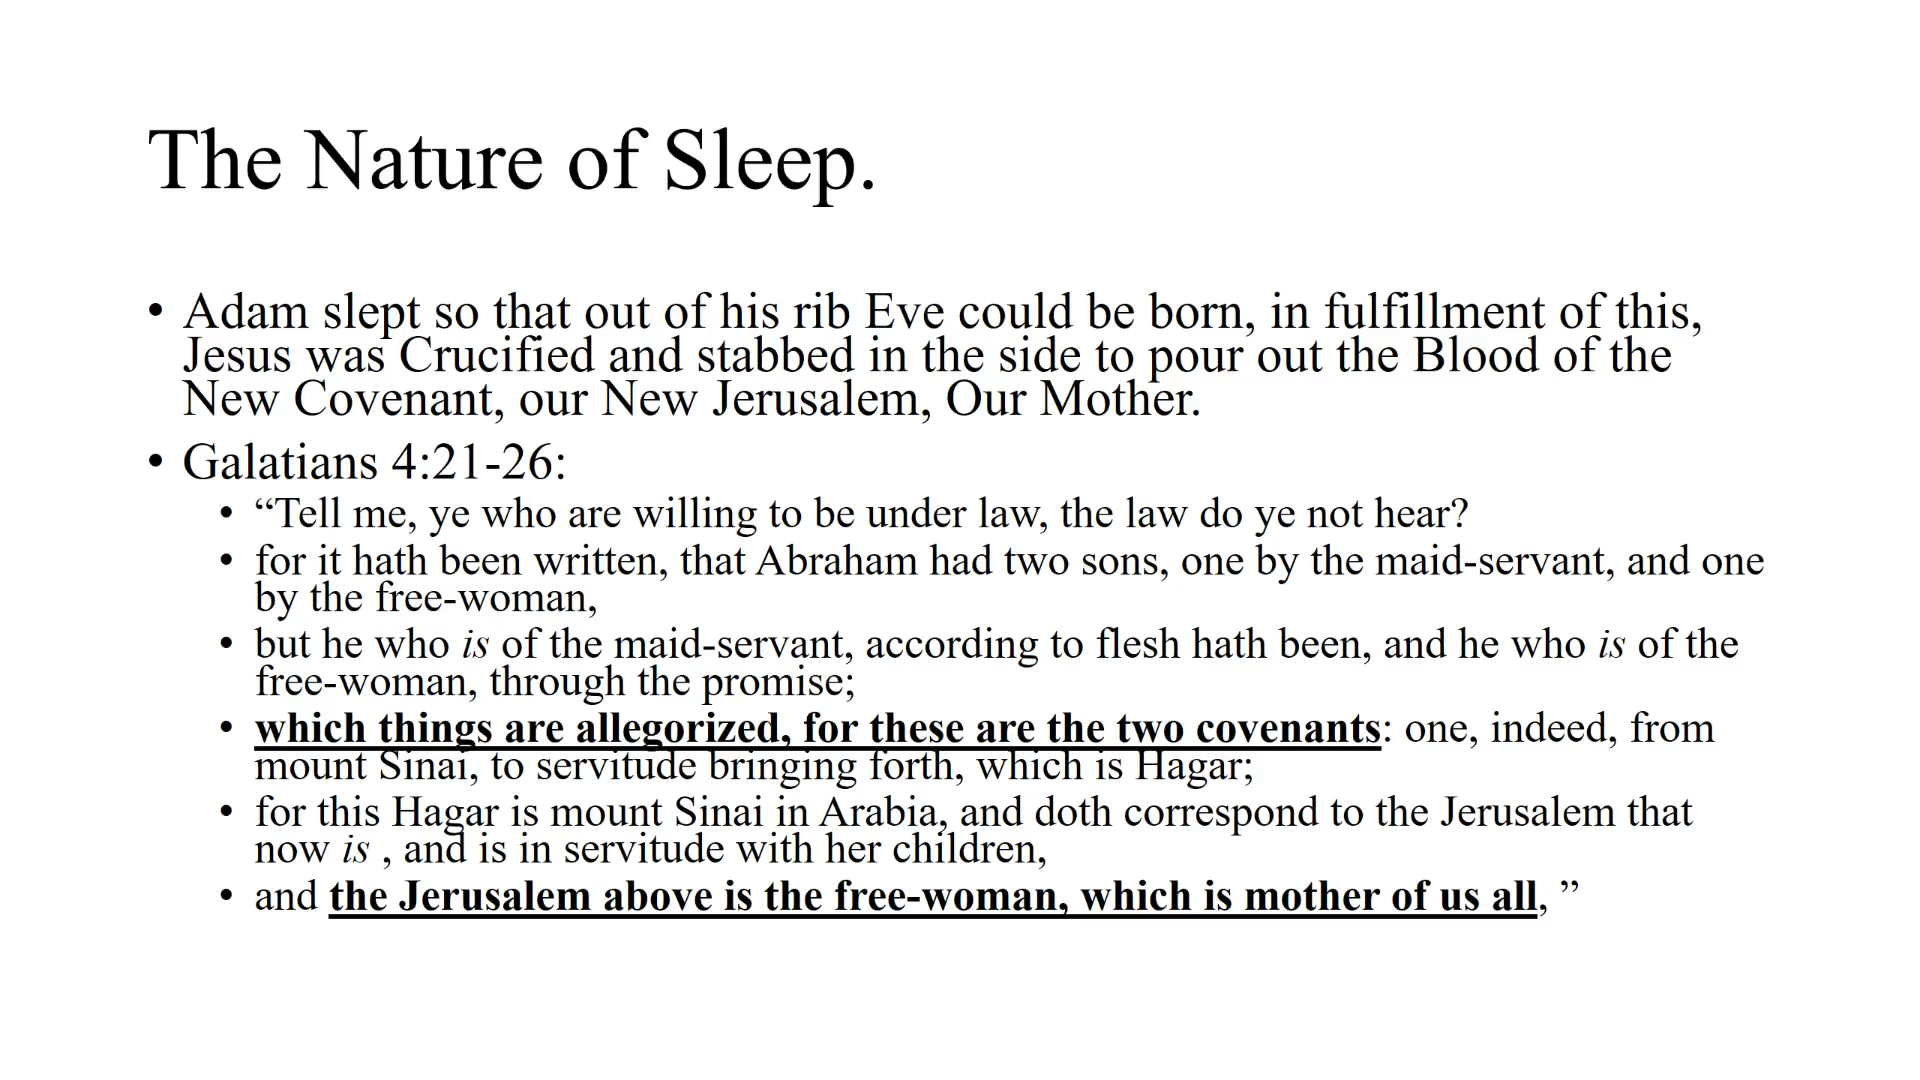 The Nature of Sleep.
• Adam slept so that out of his rib Eve could be born, in fulfillment of this,
Jesus was Crucified and stabbed in the side to pour out the Blood of the
New Covenant, our New Jerusalem, Our Mother.
• Galatians 4:21-26:
• “Tell me, ye who are willing to be under law, the law do ye not hear?
• for it hath been written, that Abraham had two sons, one by the maid-servant, and one
by the free-woman,
• but he who is of the maid-servant, according to flesh hath been, and he who is of the
free-woman, through the promise;
• which things are allegorized, for these are the two covenants: one, indeed, from
mount Sinai, to servitude bringing forth, which is Hagar;
• for this Hagar is mount Sinai in Arabia, and doth correspond to the Jerusalem that
now is , and is in servitude with her children,
• and the Jerusalem above is the free-woman, which is mother of us all, ”